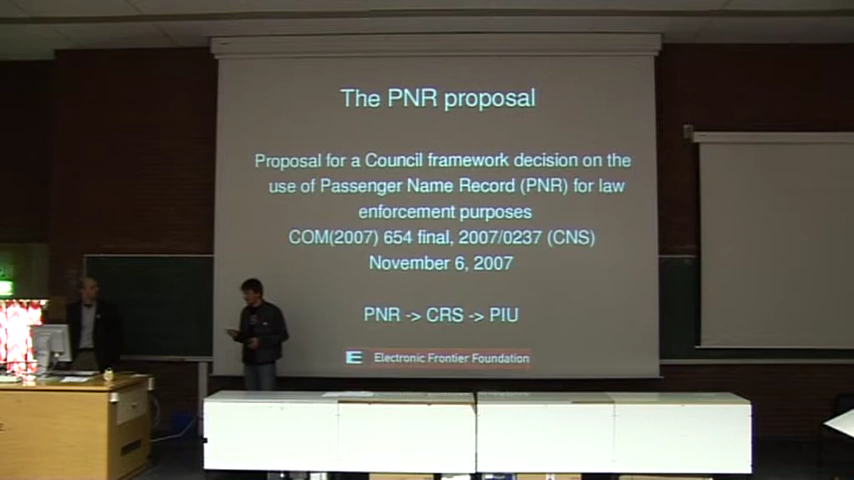 The PNR proposal
Proposal for a Council framework decision on the
use of Passenger Name Record (PNR) for law
enforcement purposes
COM(2007) 654 final, 2007/0237 (CNS)
November 6, 2007
PNR -> CRS -> PIU
E Electronic Frontier Foundation